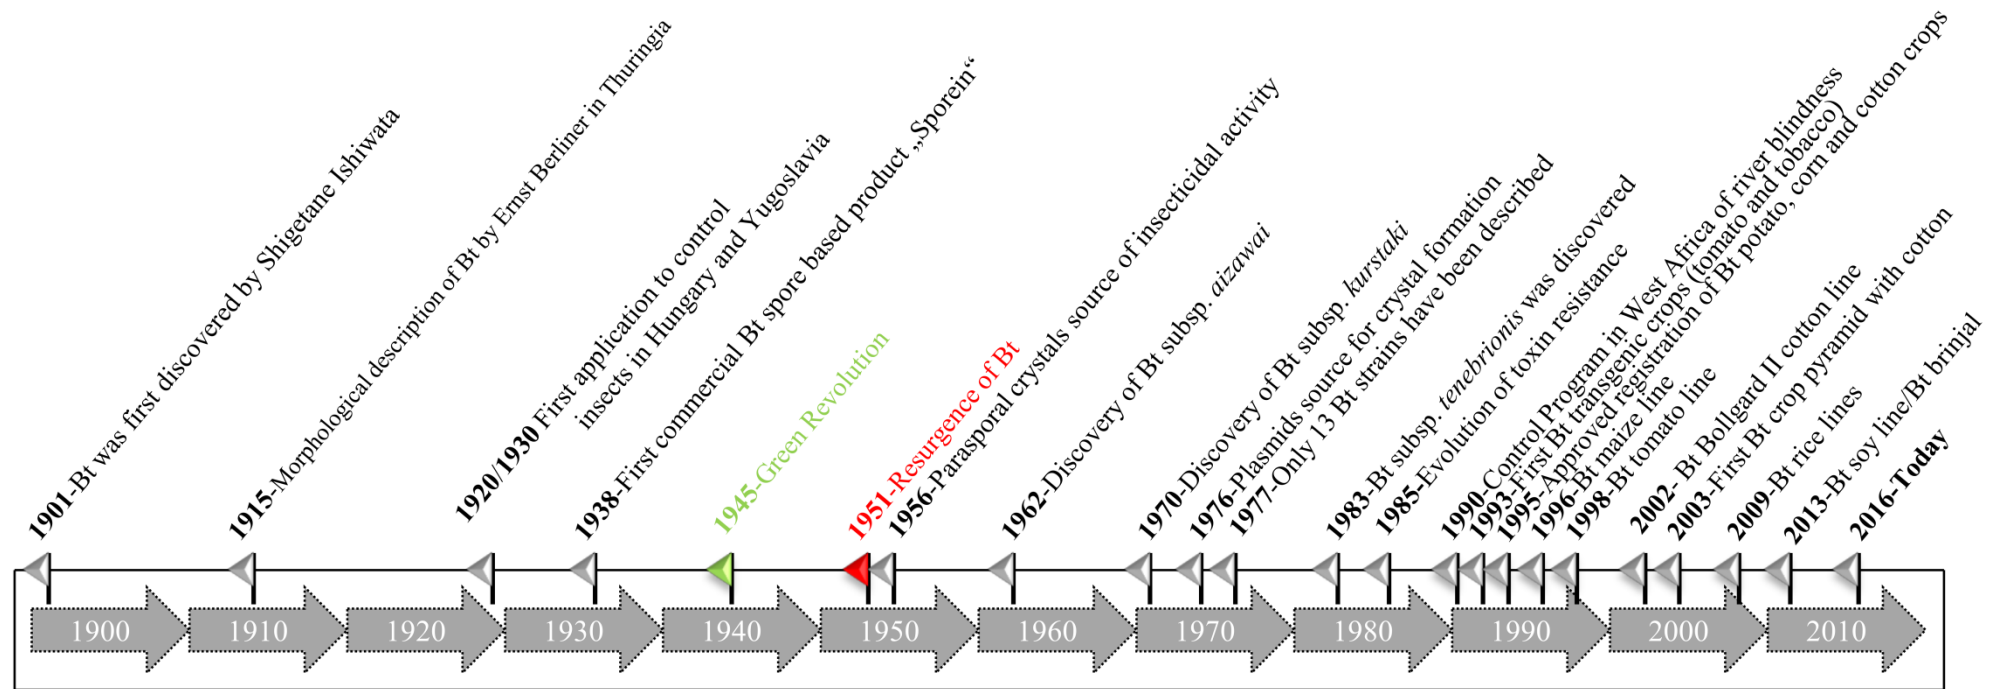 1901-Bt was first discovered by Shigetane Ishiwata
1915-Morphological description of Bt by Ernst Berliner in Thuringia
1920/1930 First application to control
insects in Hungary and Yugoslavia
1938-First commercial Bt spore based product „Sporein“
1945-Green Revolution
1951-Resurgence of Bt
1956-Parasporal crystals source of insecticidal activity
1962-Discovery of Bt subsp. aizawai
1970-Discovery of Bt subsp. kurstaki
1976-Plasmids source for crystal formation
1977-Only 13 Bt strains have been described
1983-Bt subsp. tenebrionis was discovered
1985-Evolution of toxin resistance
1990-Control Program in West Africa of river blindness
1993-First Bt transgenic crops (tomato and tobacco)
1995-Approved registration of Bt potato, corn and cotton crops
1996-Bt maize line
1998-Bt tomato line
2002- Bt Bollgard II cotton line
2003-First Bt crop pyramid with cotton
2009-Bt rice lines
2013-Bt soy line/Bt brinjal
2016-Today
1900
1910
1920
1930
1940
1950
1960
1970
1980
1990
2000
2010